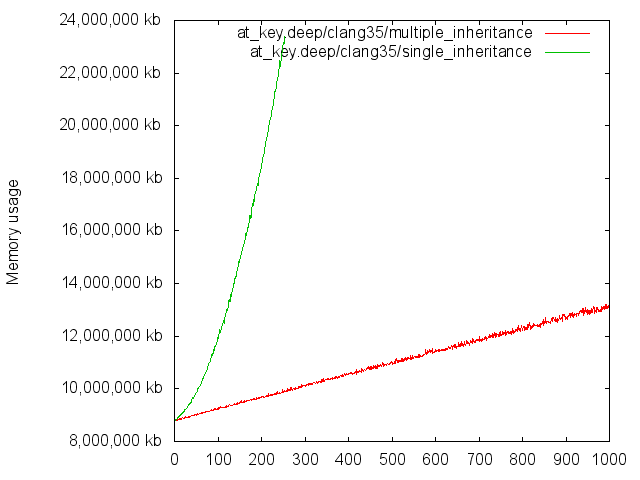 24,000,000 kb
22,000,000 kb
20,000,000 kb
18,000,000 kb
16,000,000 kb
14,000,000 kb
12,000,000 kb
10,000,000 kb
8,000,000 kb
Memory usage
at_key.deep/clang35/multiple_inheritance
at_key.deep/clang35/single_inheritance
0 100 200 300 400 500 600 700 800 900 1000